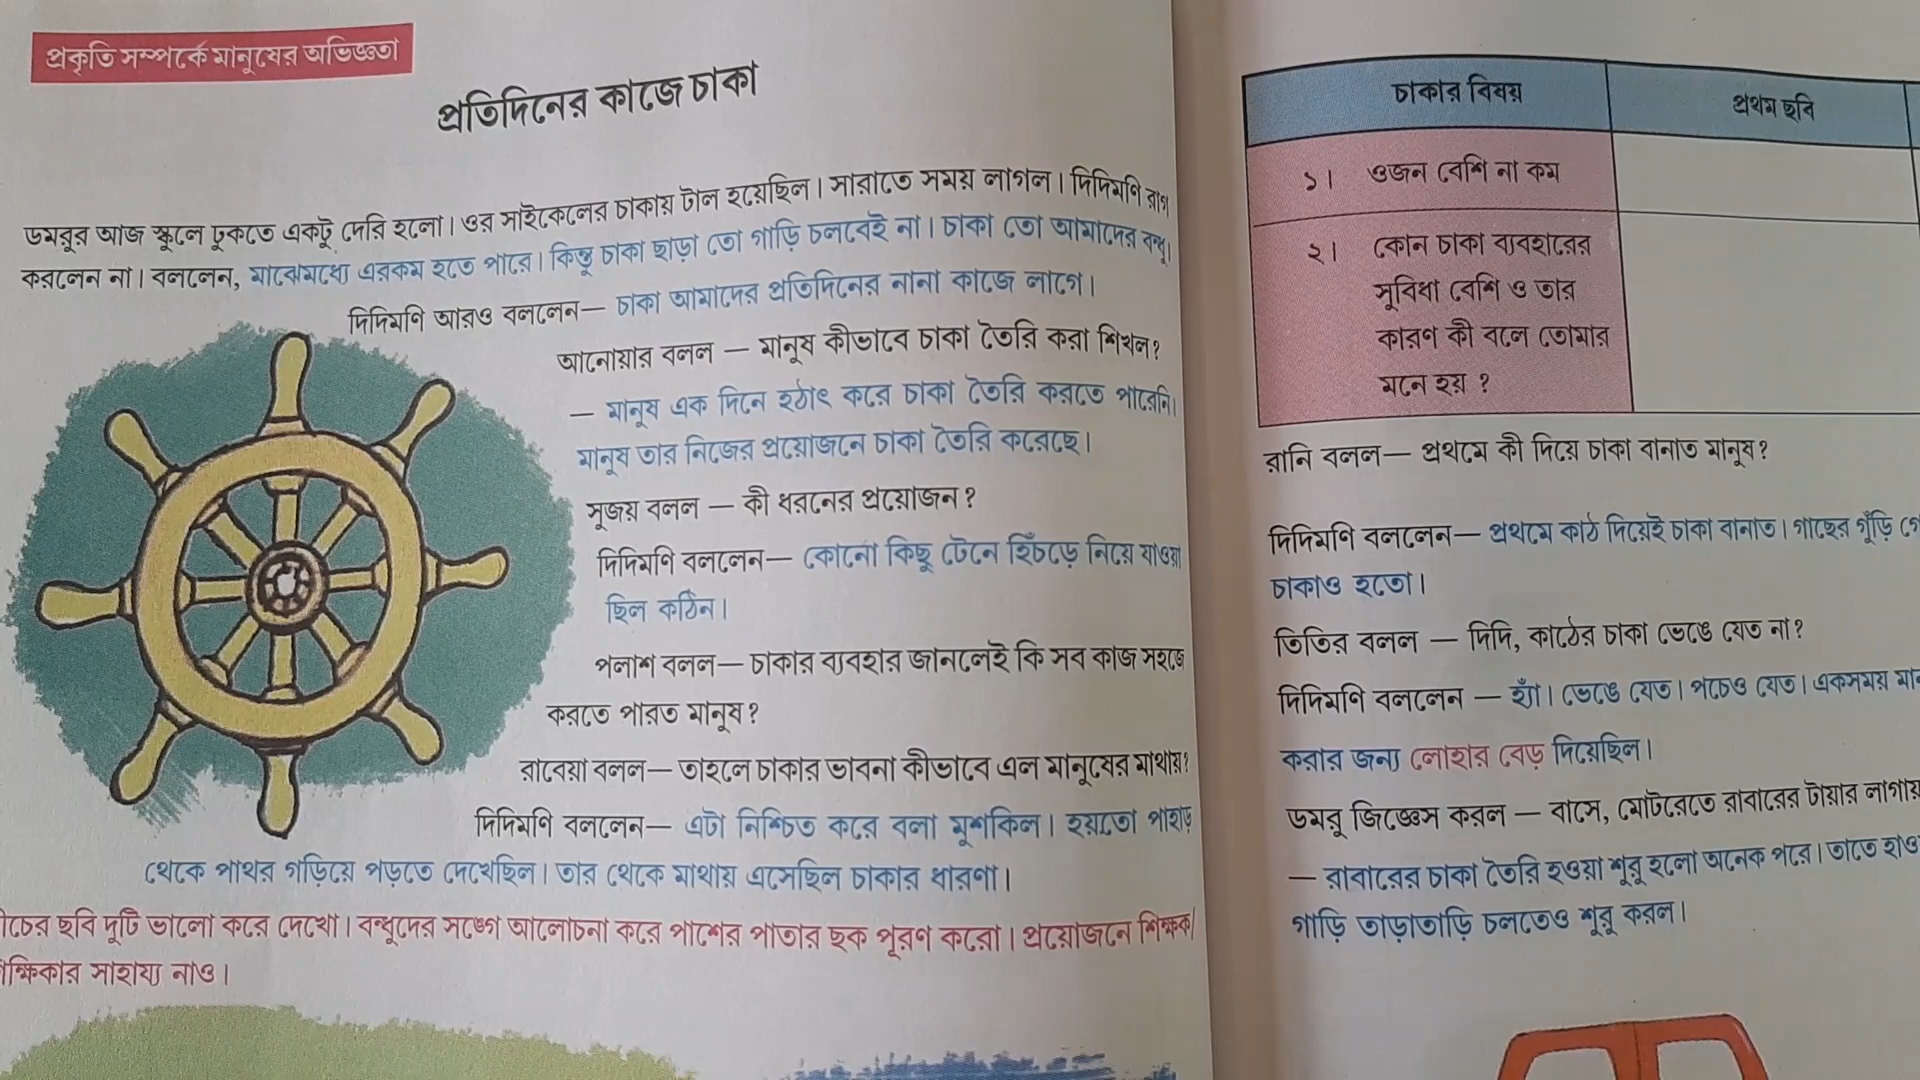 প্রকৃতি সম্পর্কে মানুষের অভিজ্ঞতা
প্রতিদিনের কাজে চাকা
ডমরুর আজ স্কুলে ঢুকতে একটু দেরি হলো। ওর সাইকেলের চাকায় টাল হয়েছিল। সারাতে সময় লাগল। দিদিমণি রাগ
করলেন না। বললেন, মাঝেমধ্যে এরকম হতে পারে। কিন্তু চাকা ছাড়া তো গাড়ি চলবেই না। চাকা তো আমাদের বন্ধু।
দিদিমণি আরও বললেন— চাকা আমাদের প্রতিদিনের নানা কাজে লাগে।
আনোয়ার বলল — মানুষ কীভাবে চাকা তৈরি করা শিখল?
— মানুষ এক দিনে হঠাৎ করে চাকা তৈরি করতে পারেনি।
মানুষ তার নিজের প্রয়োজনে চাকা তৈরি করেছে।
সুজয় বলল — কী ধরনের প্রয়োজন?
দিদিমণি বললেন— কোনো কিছু টেনে হিঁচড়ে নিয়ে যাওয়া
ছিল কঠিন।
পলাশ বলল— চাকার ব্যবহার জানলেই কি সব কাজ সহজে
করতে পারত মানুষ?
রাবেয়া বলল— তাহলে চাকার ভাবনা কীভাবে এল মানুষের মাথায়?
দিদিমণি বললেন— এটা নিশ্চিত করে বলা মুশকিল। হয়তো পাহাড়
থেকে পাথর গড়িয়ে পড়তে দেখেছিল। তার থেকে মাথায় এসেছিল চাকার ধারণা।
ছবি দুটি ভালো করে দেখো। বন্ধুদের সঙ্গে আলোচনা করে পাশের পাতার ছক পূরণ করো। প্রয়োজনে শিক্ষক/
সাহায্য নাও।
চাকার বিষয়
প্রথম ছবি
১। ওজন বেশি না কম
২। কোন চাকা ব্যবহারের
সুবিধা বেশি ও তার
কারণ কী বলে তোমার
মনে হয়?
রানি বলল— প্রথমে কী দিয়ে চাকা বানাত মানুষ?
দিদিমণি বললেন— প্রথমে কাঠ দিয়েই চাকা বানাত। গাছের গুঁড়ি
চাকাও হতো।
তিতির বলল — দিদি, কাঠের চাকা ভেঙে যেত না?
দিদিমণি বললেন — হ্যাঁ। ভেঙে যেত। পচেও যেত। একসময়
করার জন্য লোহার বেড় দিয়েছিল।
ডমরু জিজ্ঞেস করল — বাসে, মোটরেতে রাবারের টায়ার লাগায়
— রাবারের চাকা তৈরি হওয়া শুরু হলো অনেক পরে। তাতে
গাড়ি তাড়াতাড়ি চলতেও শুরু করল।